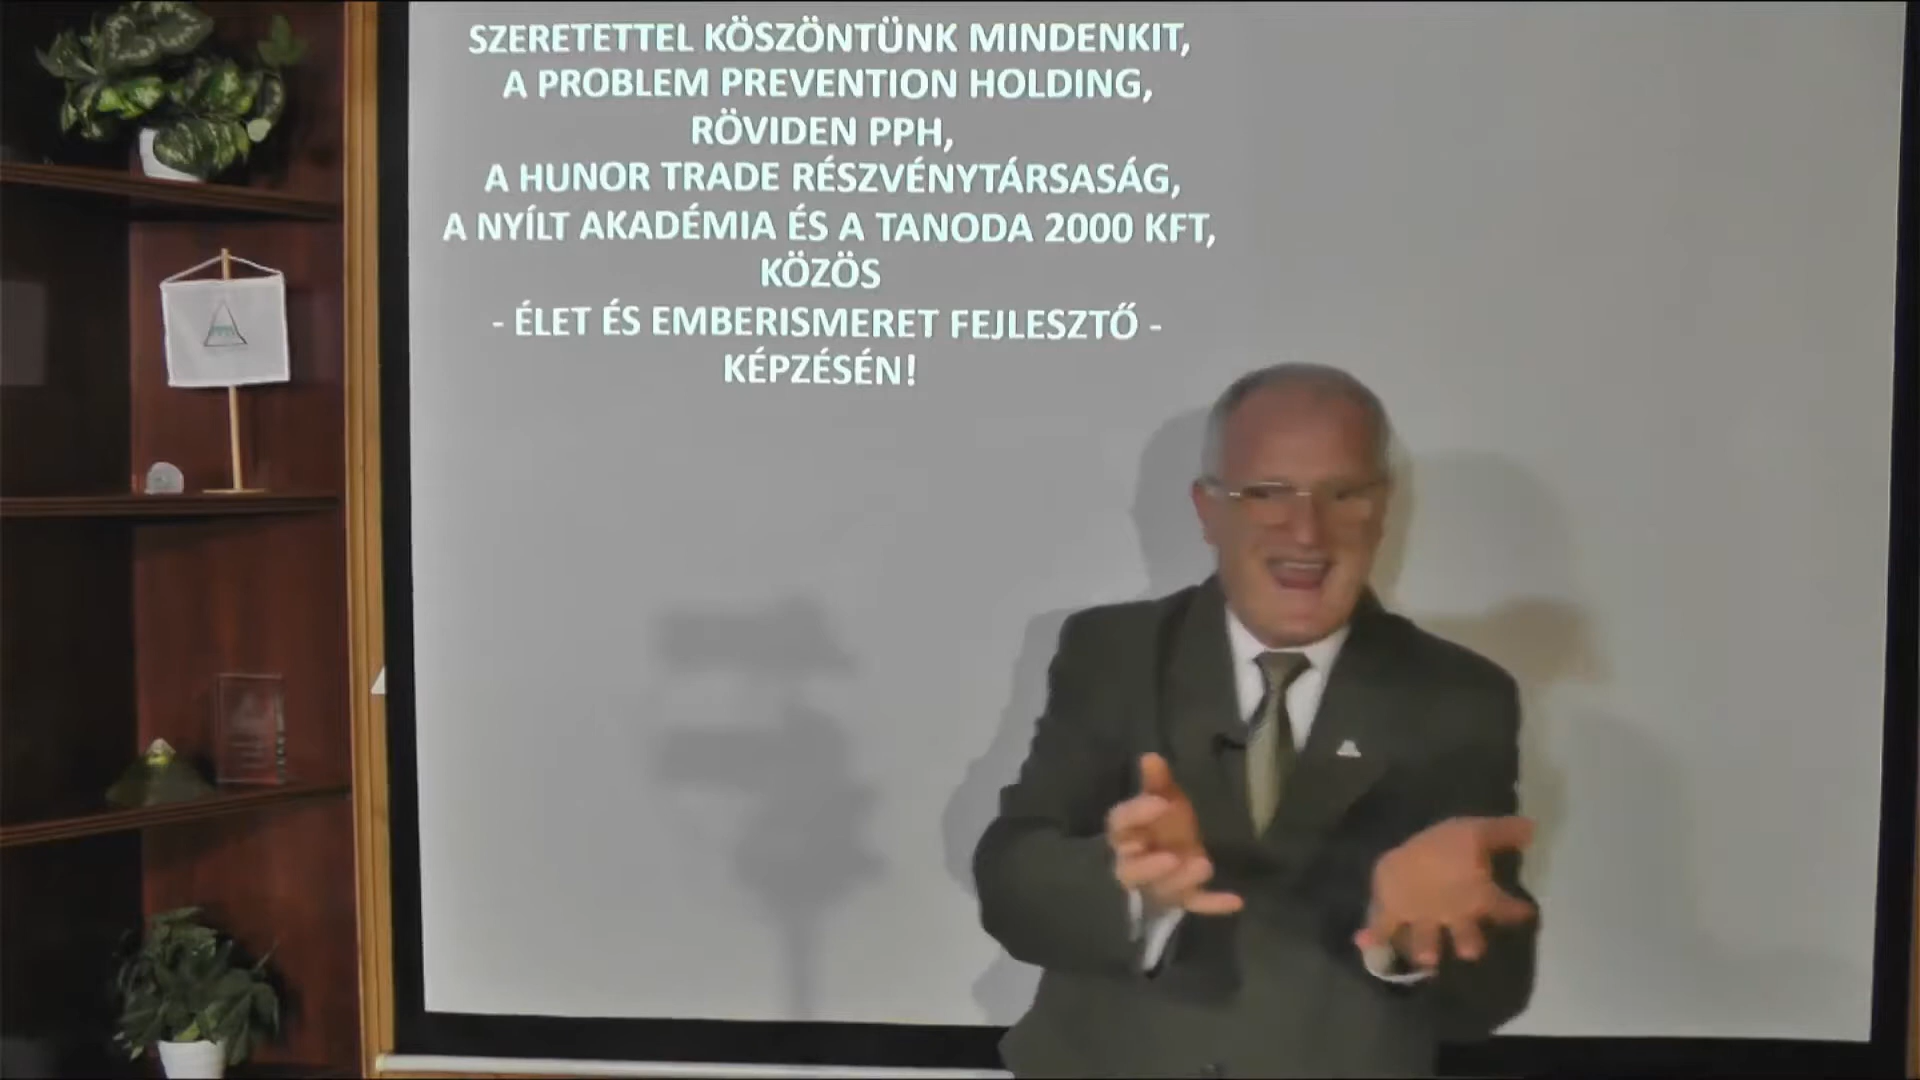 SZERETETTEL KÖSZÖNTÜNK MINDENKIT,
A PROBLEM PREVENTION HOLDING,
RÖVIDEN PPH,
A HUNOR TRADE RÉSZVÉNYTÁRSASÁG,
A NYÍLT AKADÉMIA ÉS A TANODA 2000 KFT,
KÖZÖS
- ÉLET ÉS EMBERISMERET FEJLESZTŐ -
KÉPZÉSÉN!